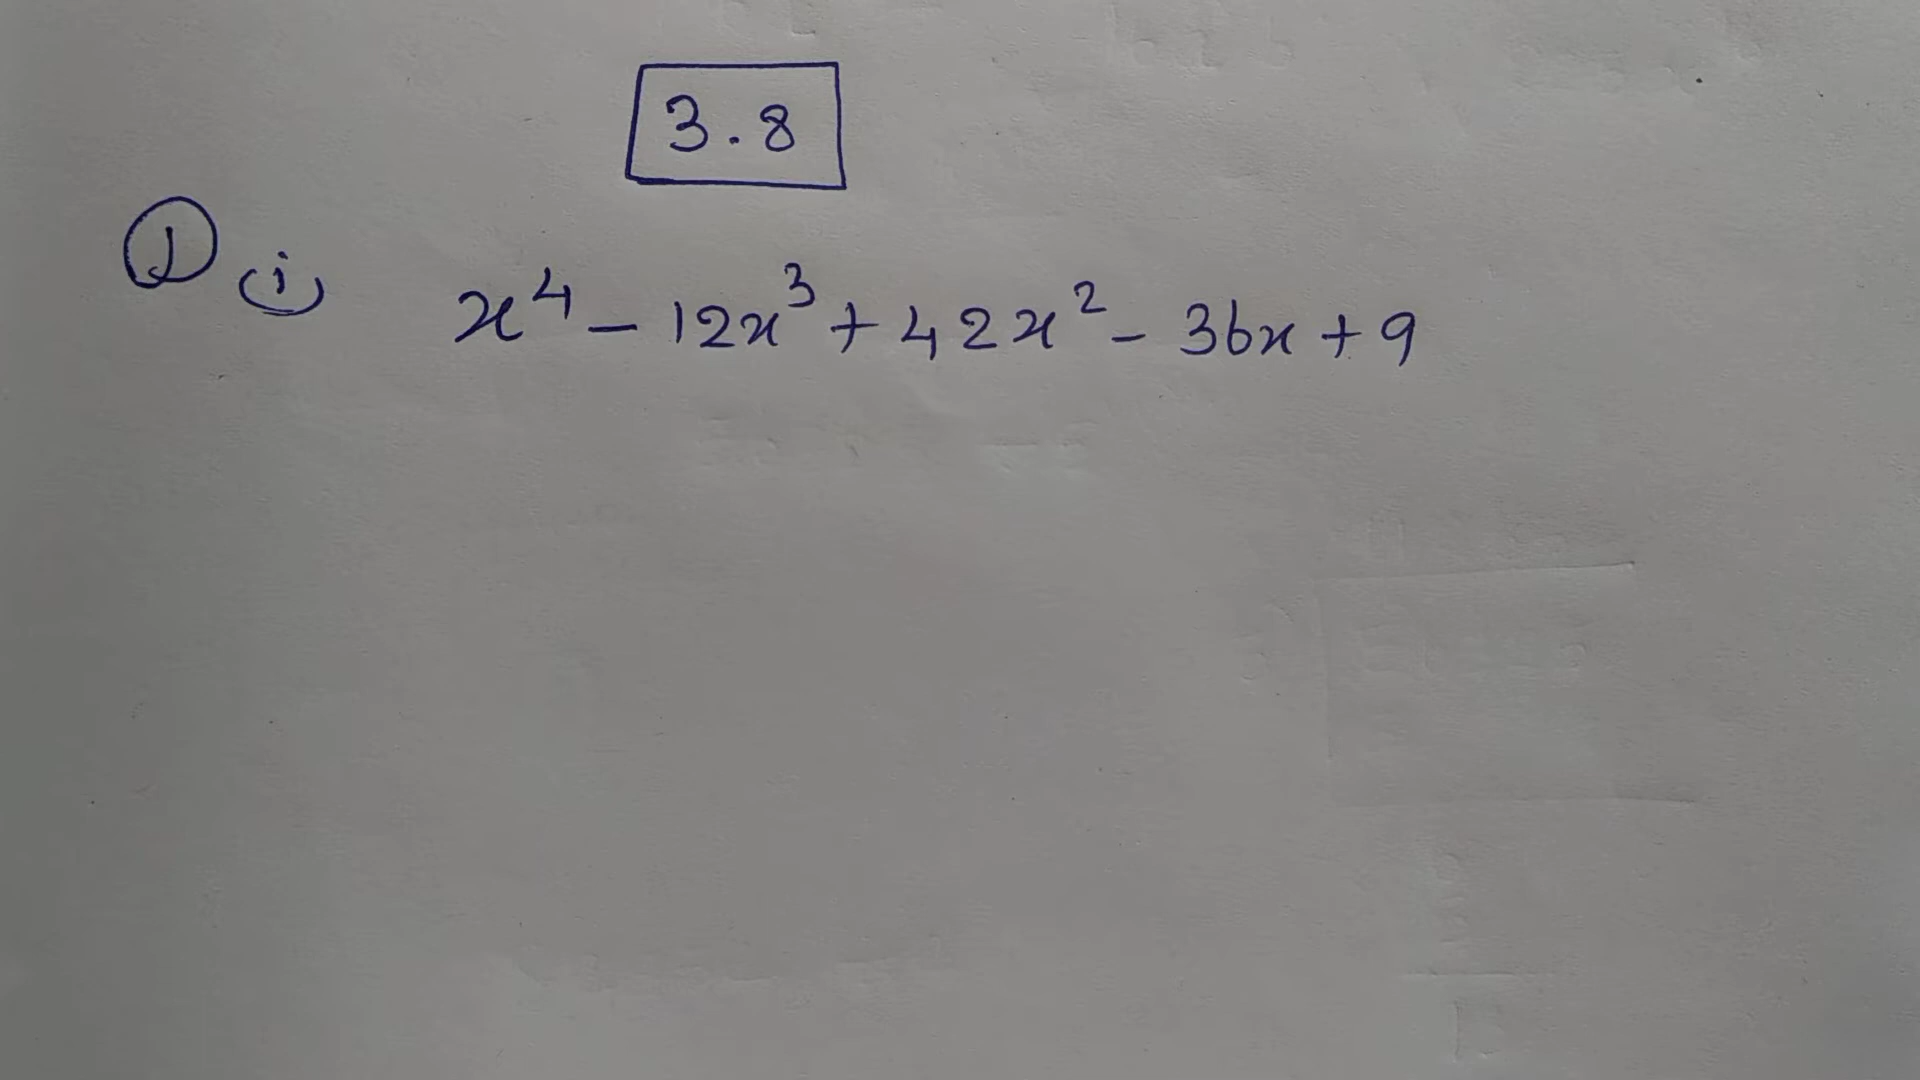 3.8
① (i) x⁴ - 12x³ + 42x² - 36x + 9